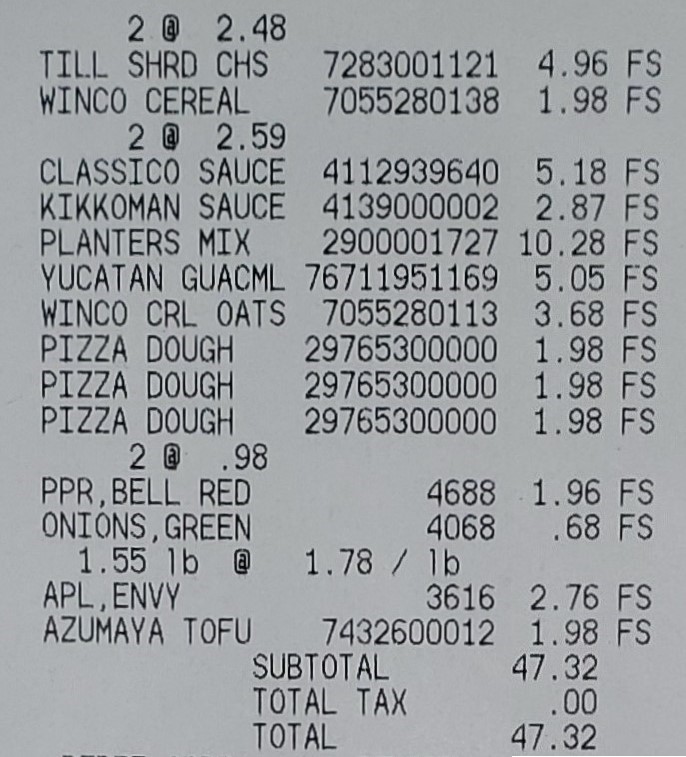 2 @ 2.48
TILL SHRD CHS 7283001121 4.96 FS
WINCO CEREAL 7055280138 1.98 FS
2 @ 2.59
CLASSICO SAUCE 4112939640 5.18 FS
KIKKOMAN SAUCE 4139000002 2.87 FS
PLANTERS MIX 2900001727 10.28 FS
YUCATAN GUACML 76711951169 5.05 FS
WINCO CRL OATS 7055280113 3.68 FS
PIZZA DOUGH 29765300000 1.98 FS
PIZZA DOUGH 29765300000 1.98 FS
PIZZA DOUGH 29765300000 1.98 FS
2 @ .98
PPR,BELL RED 4688 1.96 FS
ONIONS,GREEN 4068 .68 FS
1.55 lb @ 1.78 / lb
APL,ENVY 3616 2.76 FS
AZUMAYA TOFU 7432600012 1.98 FS
SUBTOTAL 47.32
TOTAL TAX .00
TOTAL 47.32